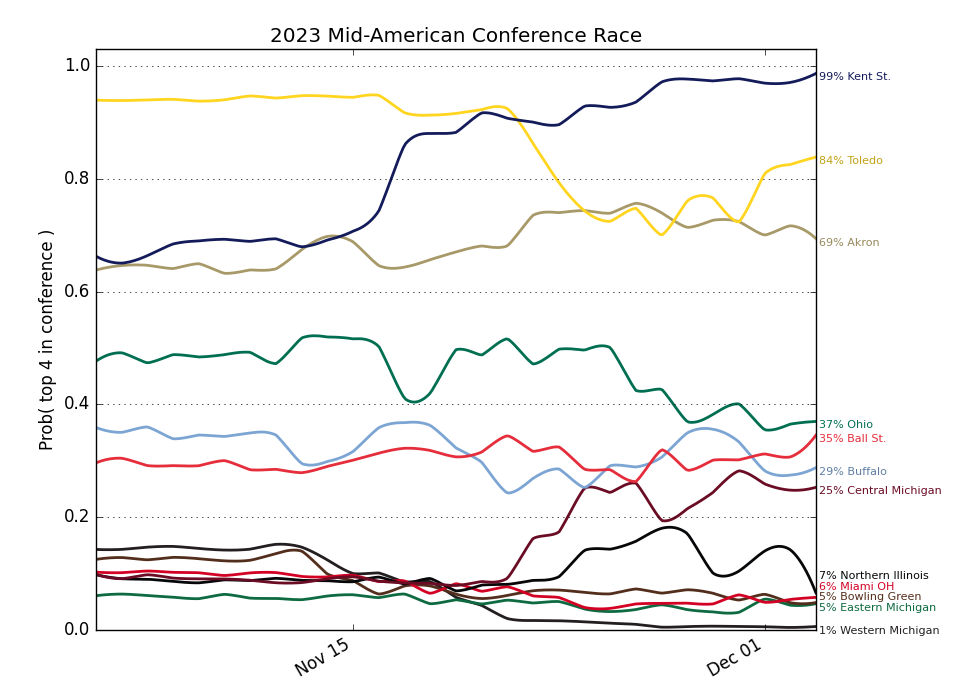 2023 Mid-American Conference Race
Prob( top 4 in conference )
1.0
0.8
0.6
0.4
0.2
0.0
Nov 15
Dec 01
99% Kent St.
84% Toledo
69% Akron
37% Ohio
35% Ball St.
29% Buffalo
25% Central Michigan
7% Northern Illinois
6% Miami OH
5% Bowling Green
5% Eastern Michigan
1% Western Michigan